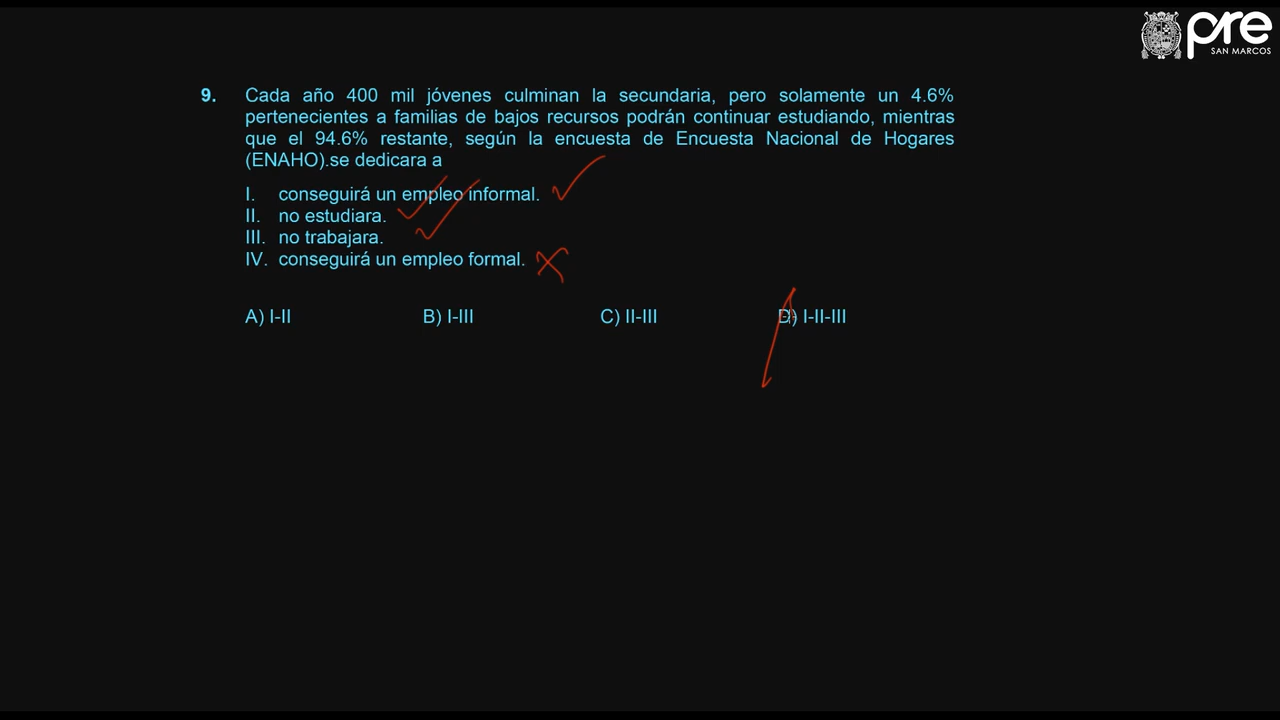 pre
SAN MARCOS
9. Cada año 400 mil jóvenes culminan la secundaria, pero solamente un 4.6%
pertenecientes a familias de bajos recursos podrán continuar estudiando, mientras
que el 94.6% restante, según la encuesta de Encuesta Nacional de Hogares
(ENAHO).se dedicara a
I. conseguirá un empleo informal.
II. no estudiara.
III. no trabajara.
IV. conseguirá un empleo formal.
A) I-II B) I-III C) II-III D) I-II-III